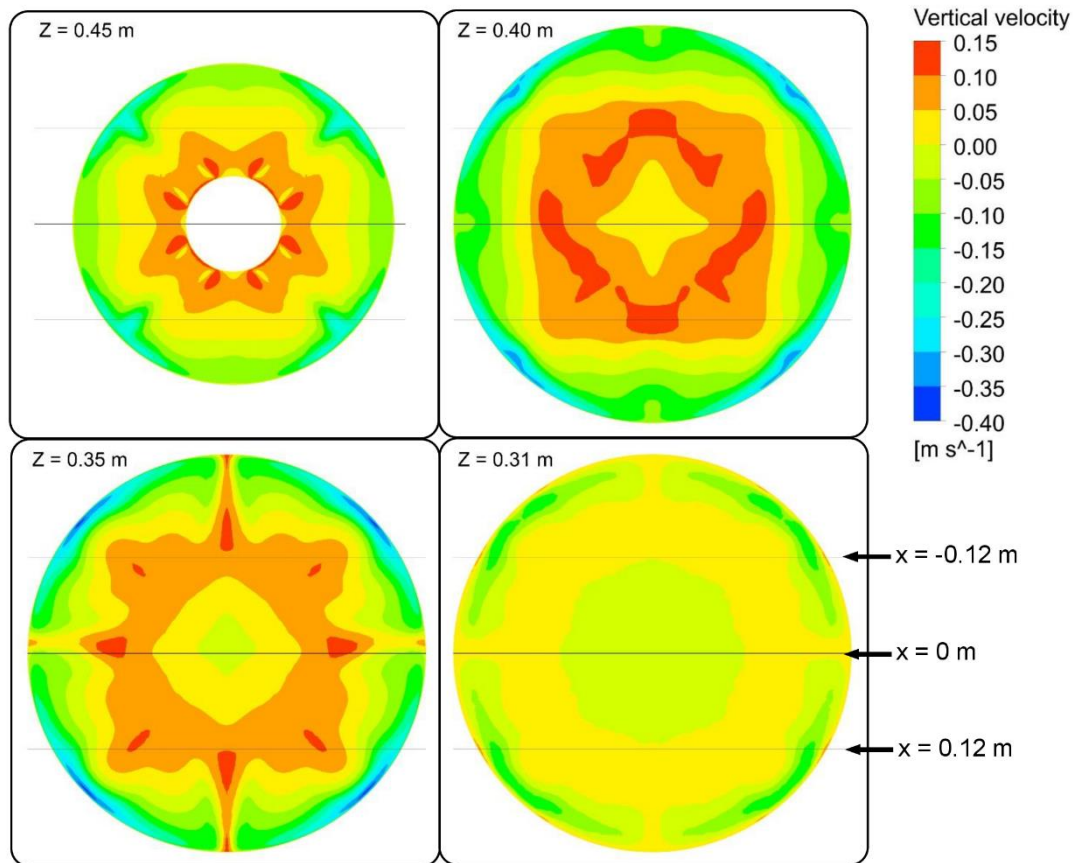 Z = 0.45 m
Z = 0.40 m
Vertical velocity
0.15
0.10
0.05
0.00
-0.05
-0.10
-0.15
-0.20
-0.25
-0.30
-0.35
-0.40
[m s^-1]
Z = 0.35 m
Z = 0.31 m
x = -0.12 m
x = 0 m
x = 0.12 m